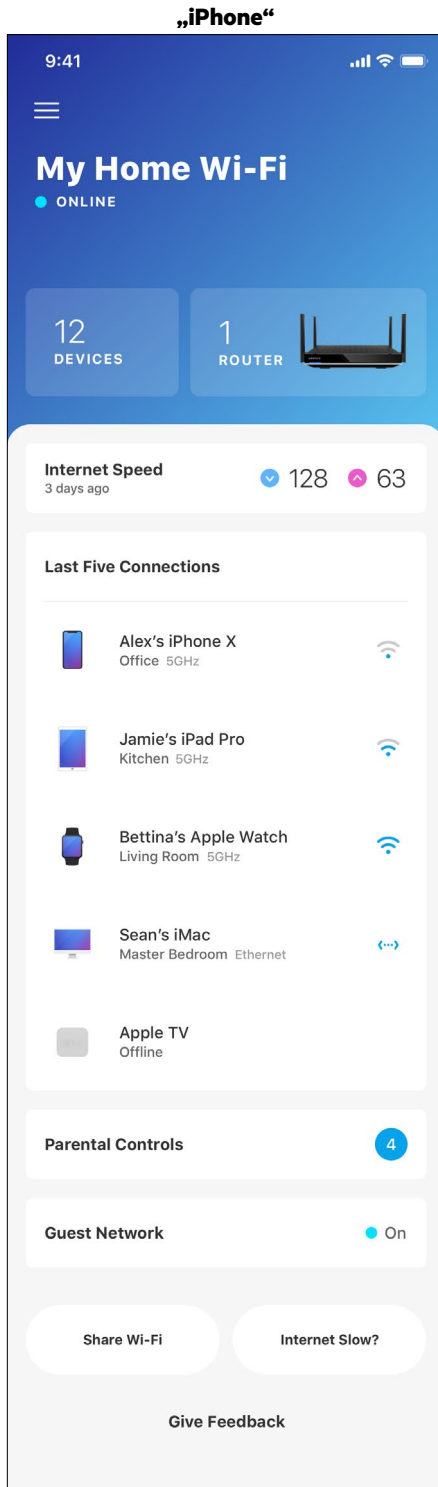 „iPhone“
9:41
My Home Wi-Fi
ONLINE
12
DEVICES
1
ROUTER
Internet Speed
3 days ago
128
63
Last Five Connections
Alex’s iPhone X
Office 5GHz
Jamie’s iPad Pro
Kitchen 5GHz
Bettina’s Apple Watch
Living Room 5GHz
Sean’s iMac
Master Bedroom Ethernet
Apple TV
Offline
Parental Controls
4
Guest Network
On
Share Wi-Fi
Internet Slow?
Give Feedback